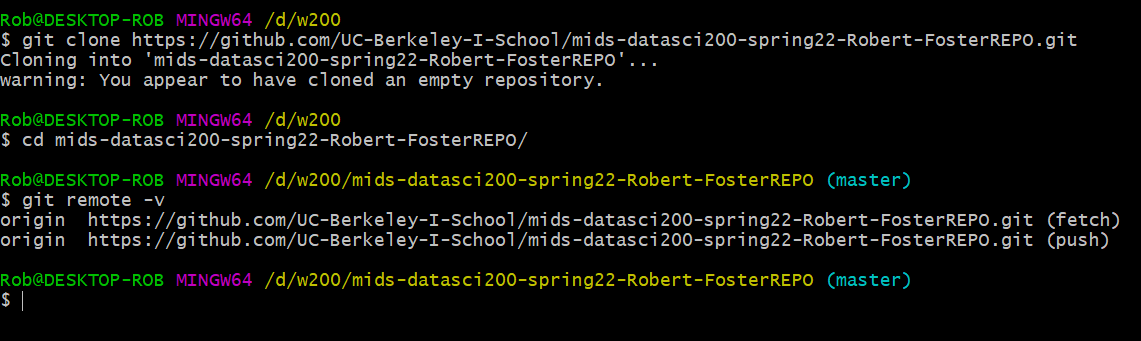 Rob@DESKTOP-ROB MINGW64 /d/w200
$ git clone https://github.com/UC-Berkeley-I-School/mids-datasci200-spring22-Robert-FosterREPO.git
Cloning into 'mids-datasci200-spring22-Robert-FosterREPO'...
warning: You appear to have cloned an empty repository.
Rob@DESKTOP-ROB MINGW64 /d/w200
$ cd mids-datasci200-spring22-Robert-FosterREPO/
Rob@DESKTOP-ROB MINGW64 /d/w200/mids-datasci200-spring22-Robert-FosterREPO (master)
$ git remote -v
origin  https://github.com/UC-Berkeley-I-School/mids-datasci200-spring22-Robert-FosterREPO.git (fetch)
origin  https://github.com/UC-Berkeley-I-School/mids-datasci200-spring22-Robert-FosterREPO.git (push)
Rob@DESKTOP-ROB MINGW64 /d/w200/mids-datasci200-spring22-Robert-FosterREPO (master)
$